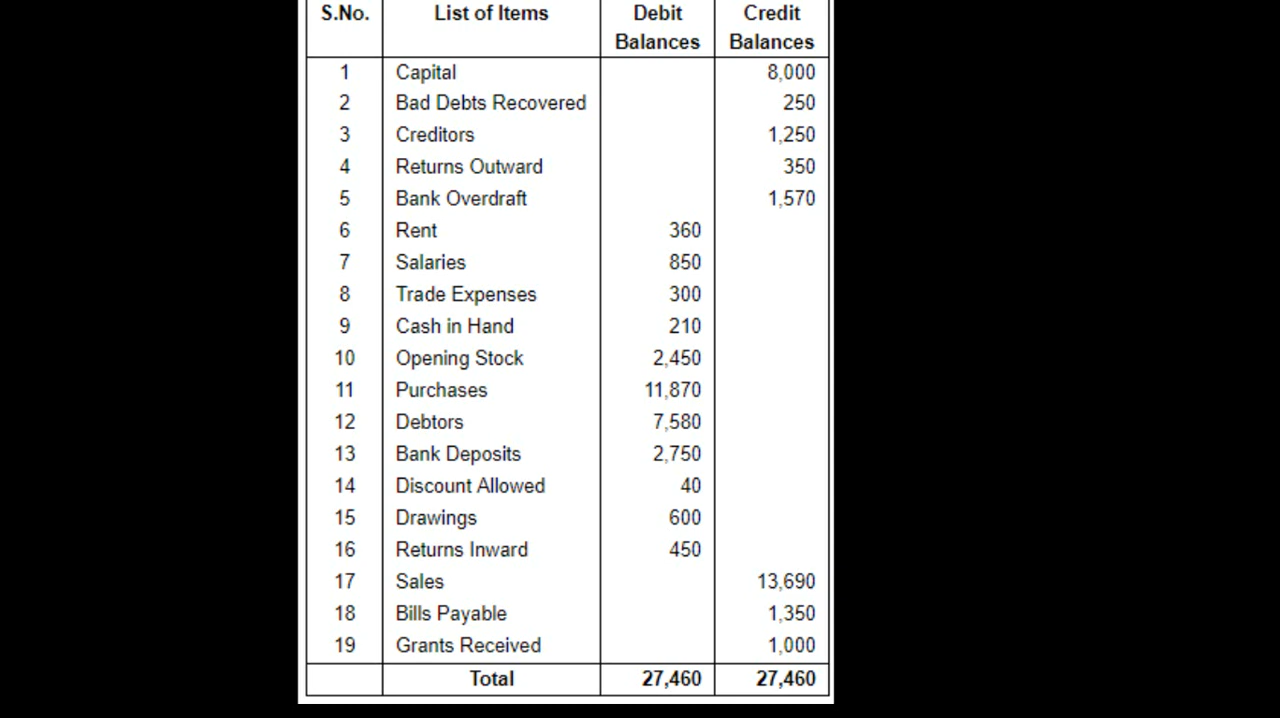 S.No. List of Items Debit Balances Credit Balances
1 Capital 8,000
2 Bad Debts Recovered 250
3 Creditors 1,250
4 Returns Outward 350
5 Bank Overdraft 1,570
6 Rent 360
7 Salaries 850
8 Trade Expenses 300
9 Cash in Hand 210
10 Opening Stock 2,450
11 Purchases 11,870
12 Debtors 7,580
13 Bank Deposits 2,750
14 Discount Allowed 40
15 Drawings 600
16 Returns Inward 450
17 Sales 13,690
18 Bills Payable 1,350
19 Grants Received 1,000
Total 27,460 27,460